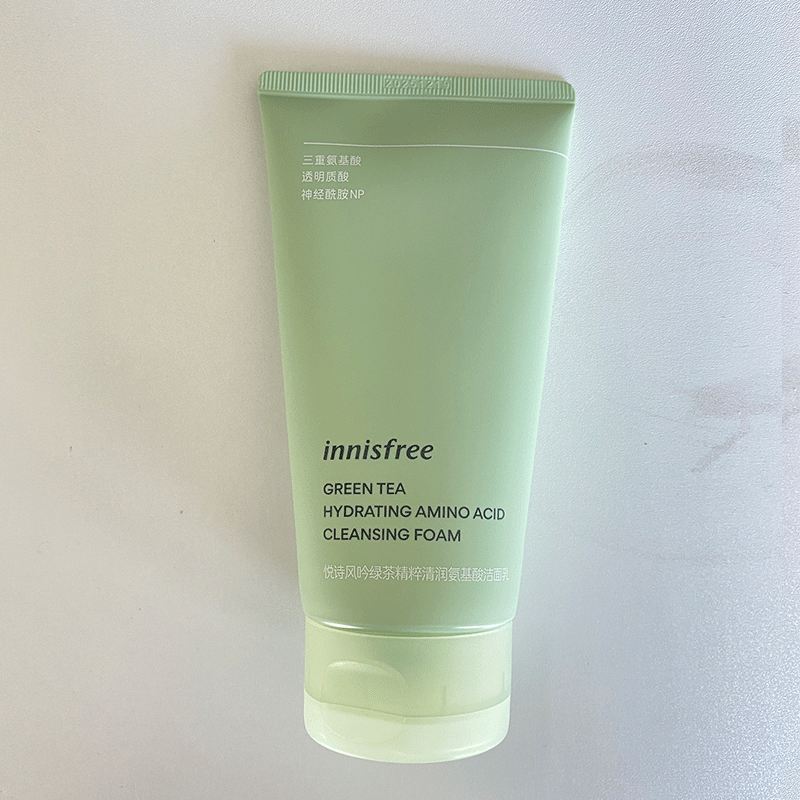 20251219
三重氨基酸
透明质酸
神经酰胺NP
innisfree
GREEN TEA
HYDRATING AMINO ACID
CLEANSING FOAM
悦诗风吟绿茶精粹清润氨基酸洁面乳